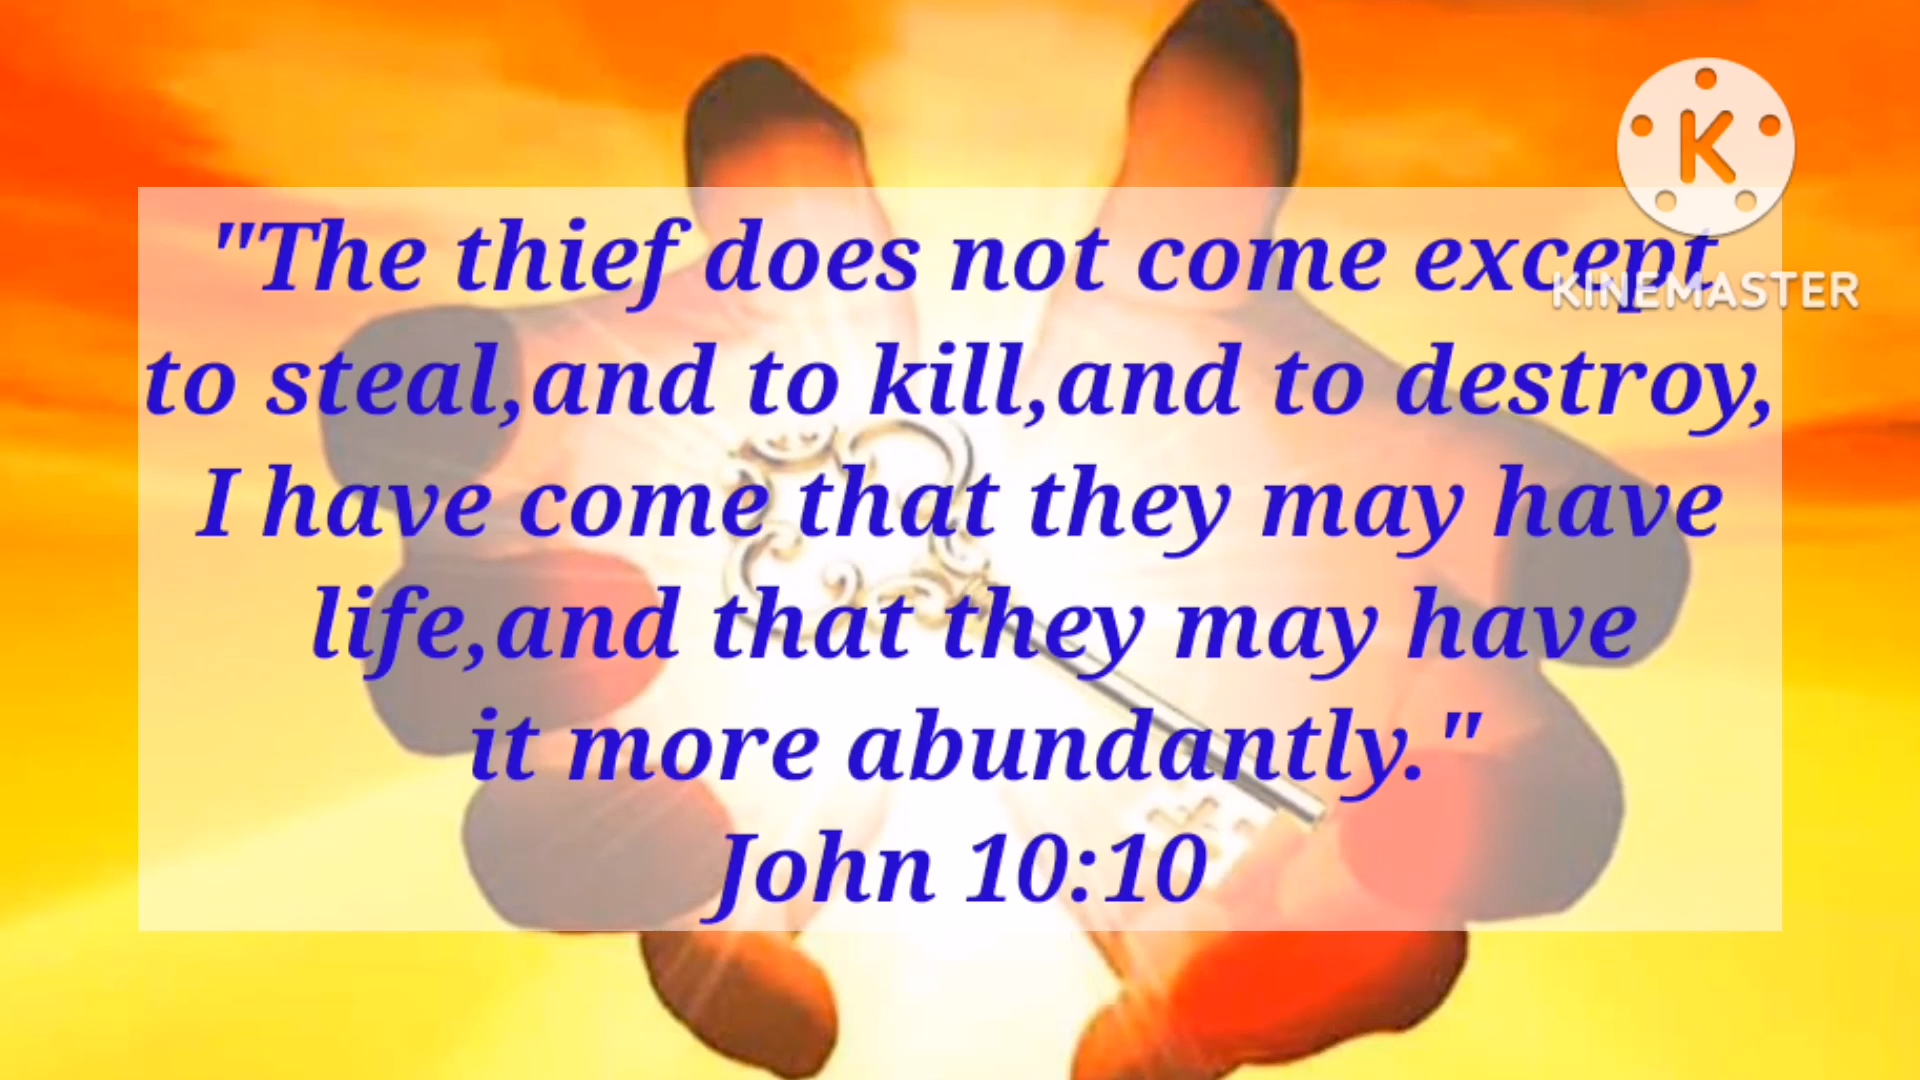 "The thief does not come except
to steal,and to kill,and to destroy,
I have come that they may have
life,and that they may have
it more abundantly."
John 10:10
K
KINEMASTER